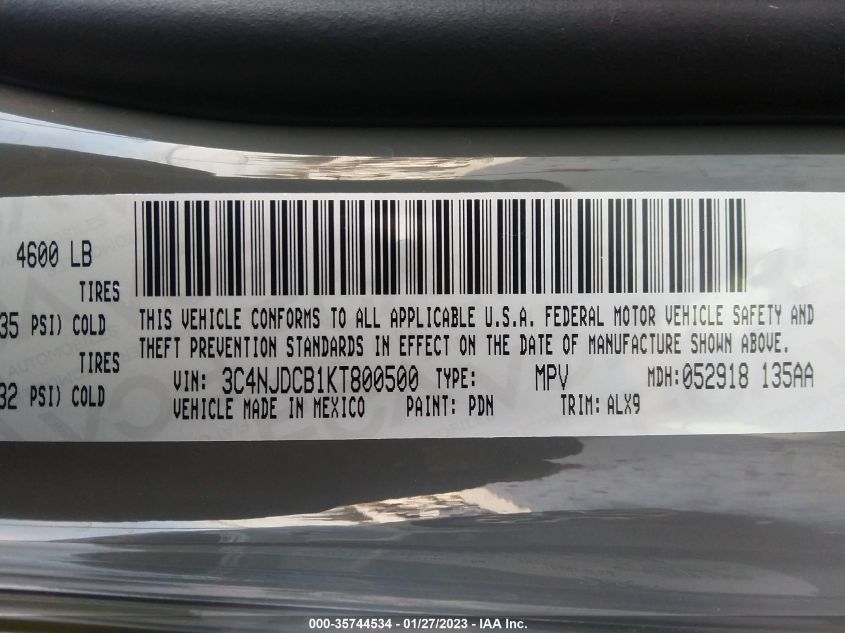 4600 LB
TIRES
35 PSI) COLD
TIRES
32 PSI) COLD
THIS VEHICLE CONFORMS TO ALL APPLICABLE U.S.A. FEDERAL MOTOR VEHICLE SAFETY AND
THEFT PREVENTION STANDARDS IN EFFECT ON THE DATE OF MANUFACTURE SHOWN ABOVE.
VIN: 3C4NJDCB1KT800500 TYPE: MPV MDH:052918 135AA
VEHICLE MADE IN MEXICO PAINT: PDN TRIM: ALX9
000-35744534 - 01/27/2023 - IAA Inc.